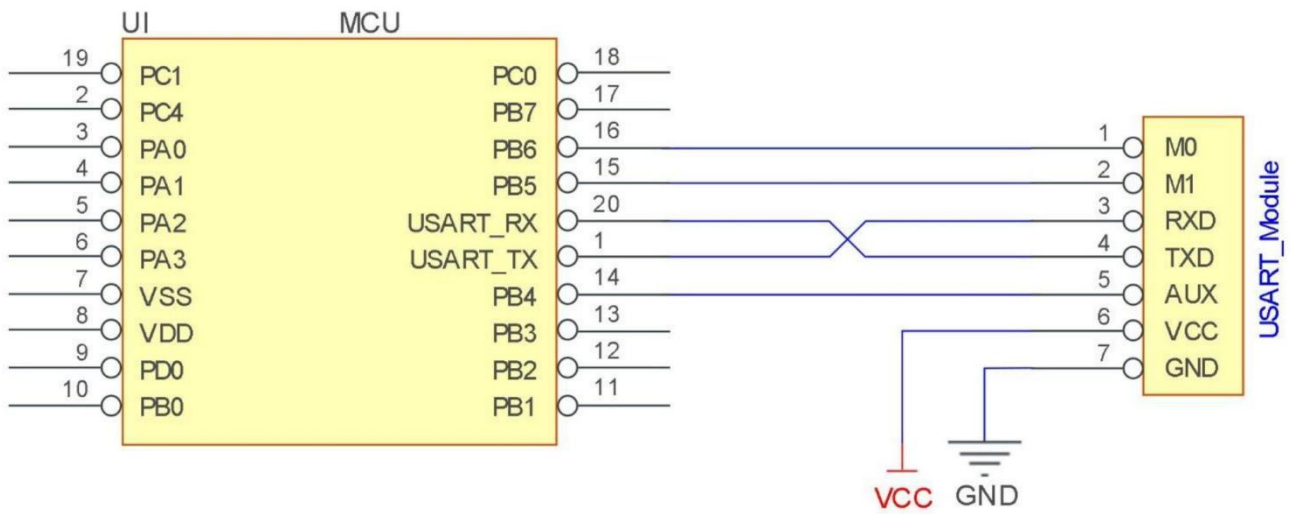 UI MCU
19 PC1 PC0 18
2 PC4 PB7 17
3 PA0 PB6 16 1 M0
4 PA1 PB5 15 2 M1
5 PA2 USART_RX 20 3 RXD
6 PA3 USART_TX 1 4 TXD
7 VSS PB4 14 5 AUX
8 VDD PB3 13 6 VCC
9 PD0 PB2 12 7 GND
10 PB0 PB1 11
USART_Module
VCC GND